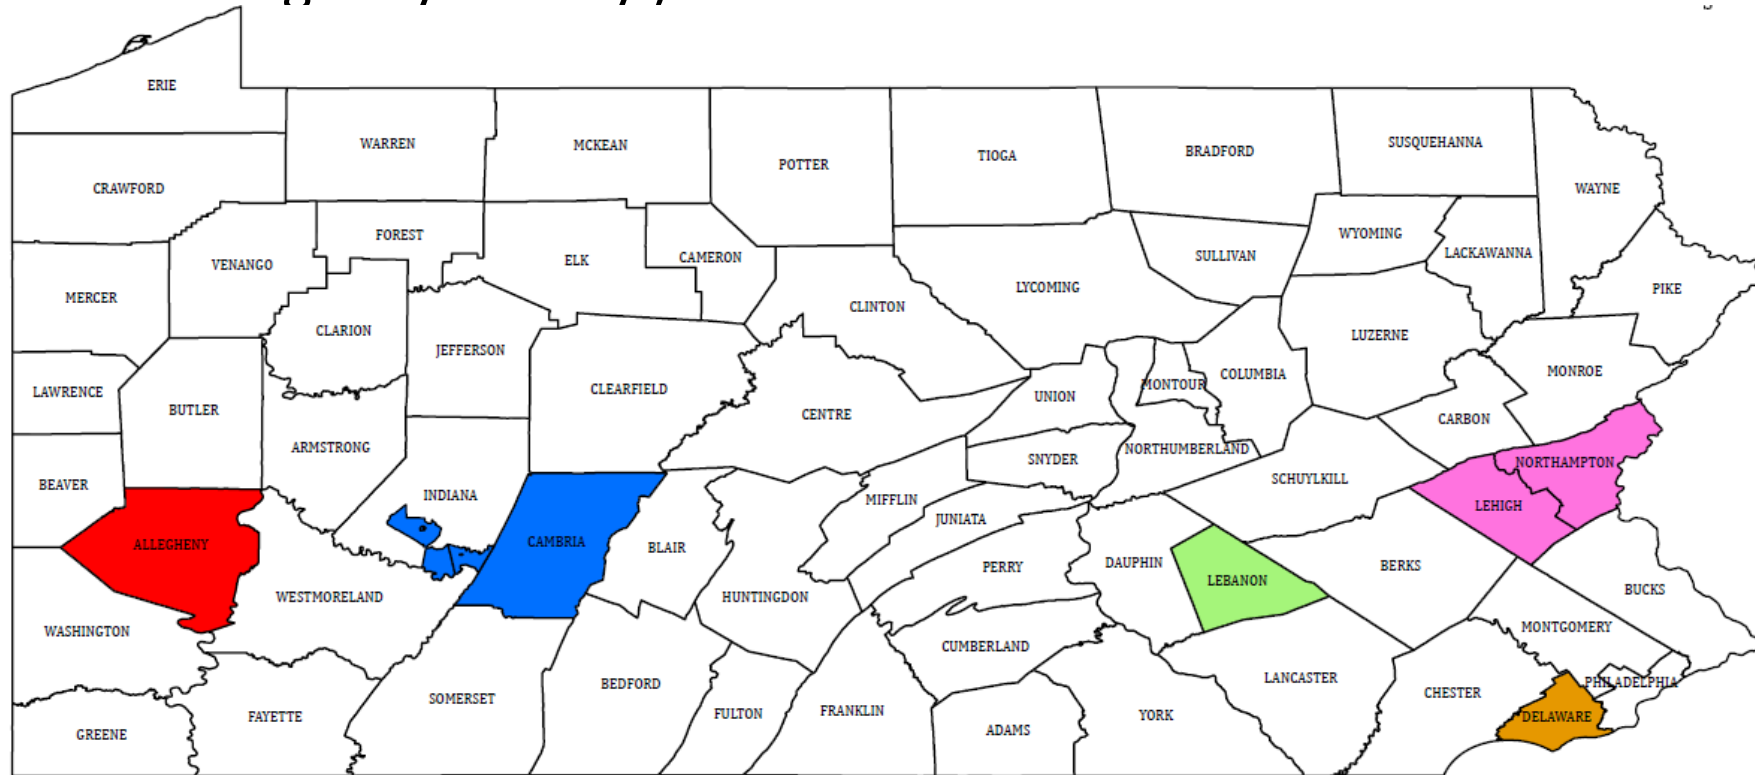 ERIE
WARREN
MCKEAN
POTTER
TIOGA
BRADFORD
SUSQUEHANNA
WAYNE
CRAWFORD
FOREST
VENANGO
ELK
CAMERON
SULLIVAN
WYOMING
LACKAWANNA
MERCER
CLARION
CLINTON
LYCOMING
PIKE
JEFFERSON
LUZERNE
LAWRENCE
BUTLER
CLEARFIELD
CENTRE
UNION
MONTOUR
COLUMBIA
MONROE
ARMSTRONG
CARBON
BEAVER
INDIANA
SNYDER
NORTHUMBERLAND
SCHUYLKILL
NORTHAMPTON
MIFFLIN
JUNIATA
LEHIGH
ALLEGHENY
CAMBRIA
BLAIR
PERRY
DAUPHIN
LEBANON
BERKS
BUCKS
WESTMORELAND
HUNTINGDON
WASHINGTON
CUMBERLAND
MONTGOMERY
SOMERSET
BEDFORD
LANCASTER
CHESTER
PHILADELPHIA
GREENE
FAYETTE
FULTON
FRANKLIN
ADAMS
YORK
DELAWARE